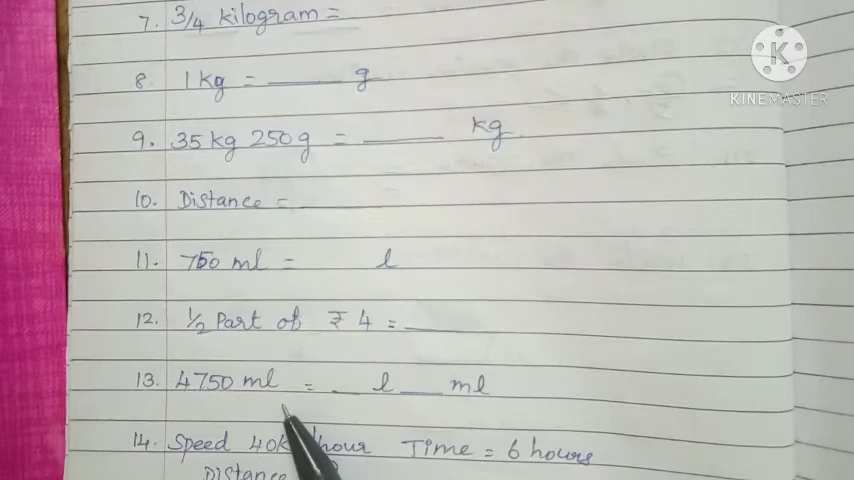 7. 3/4 kilogram =
KINEMASTER
8. 1 kg = ____ g
9. 35 kg 250 g = ____ kg.
10. Distance = ____
11. 750 ml = l
12. 1/2 Part of ₹ 4 = ____
13. 4750 ml = __ l __ ml
14. Speed 40k hour Time = 6 hours
Distance